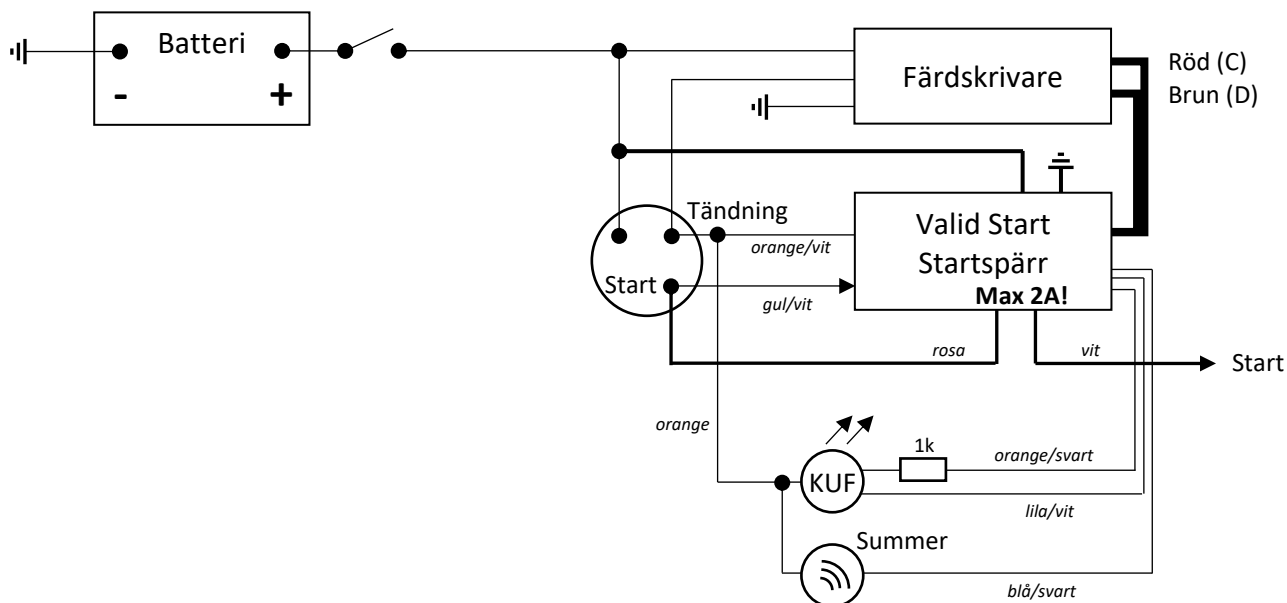 Batteri
-
+
Färdskrivare
Röd (C)
Brun (D)
Tändning
orange/vit
Valid Start
Startspärr
Max 2A!
Start
gul/vit
rosa
vit
Start
orange
1k
orange/svart
KUF
lila/vit
Summer
blå/svart